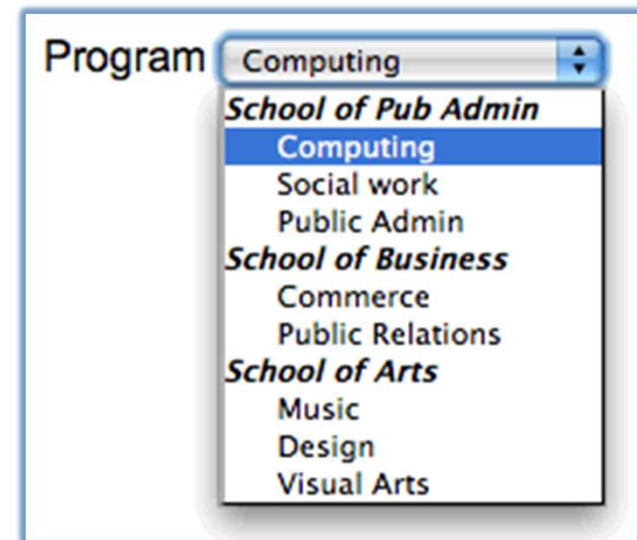 Program Computing
School of Pub Admin
Computing
Social work
Public Admin
School of Business
Commerce
Public Relations
School of Arts
Music
Design
Visual Arts